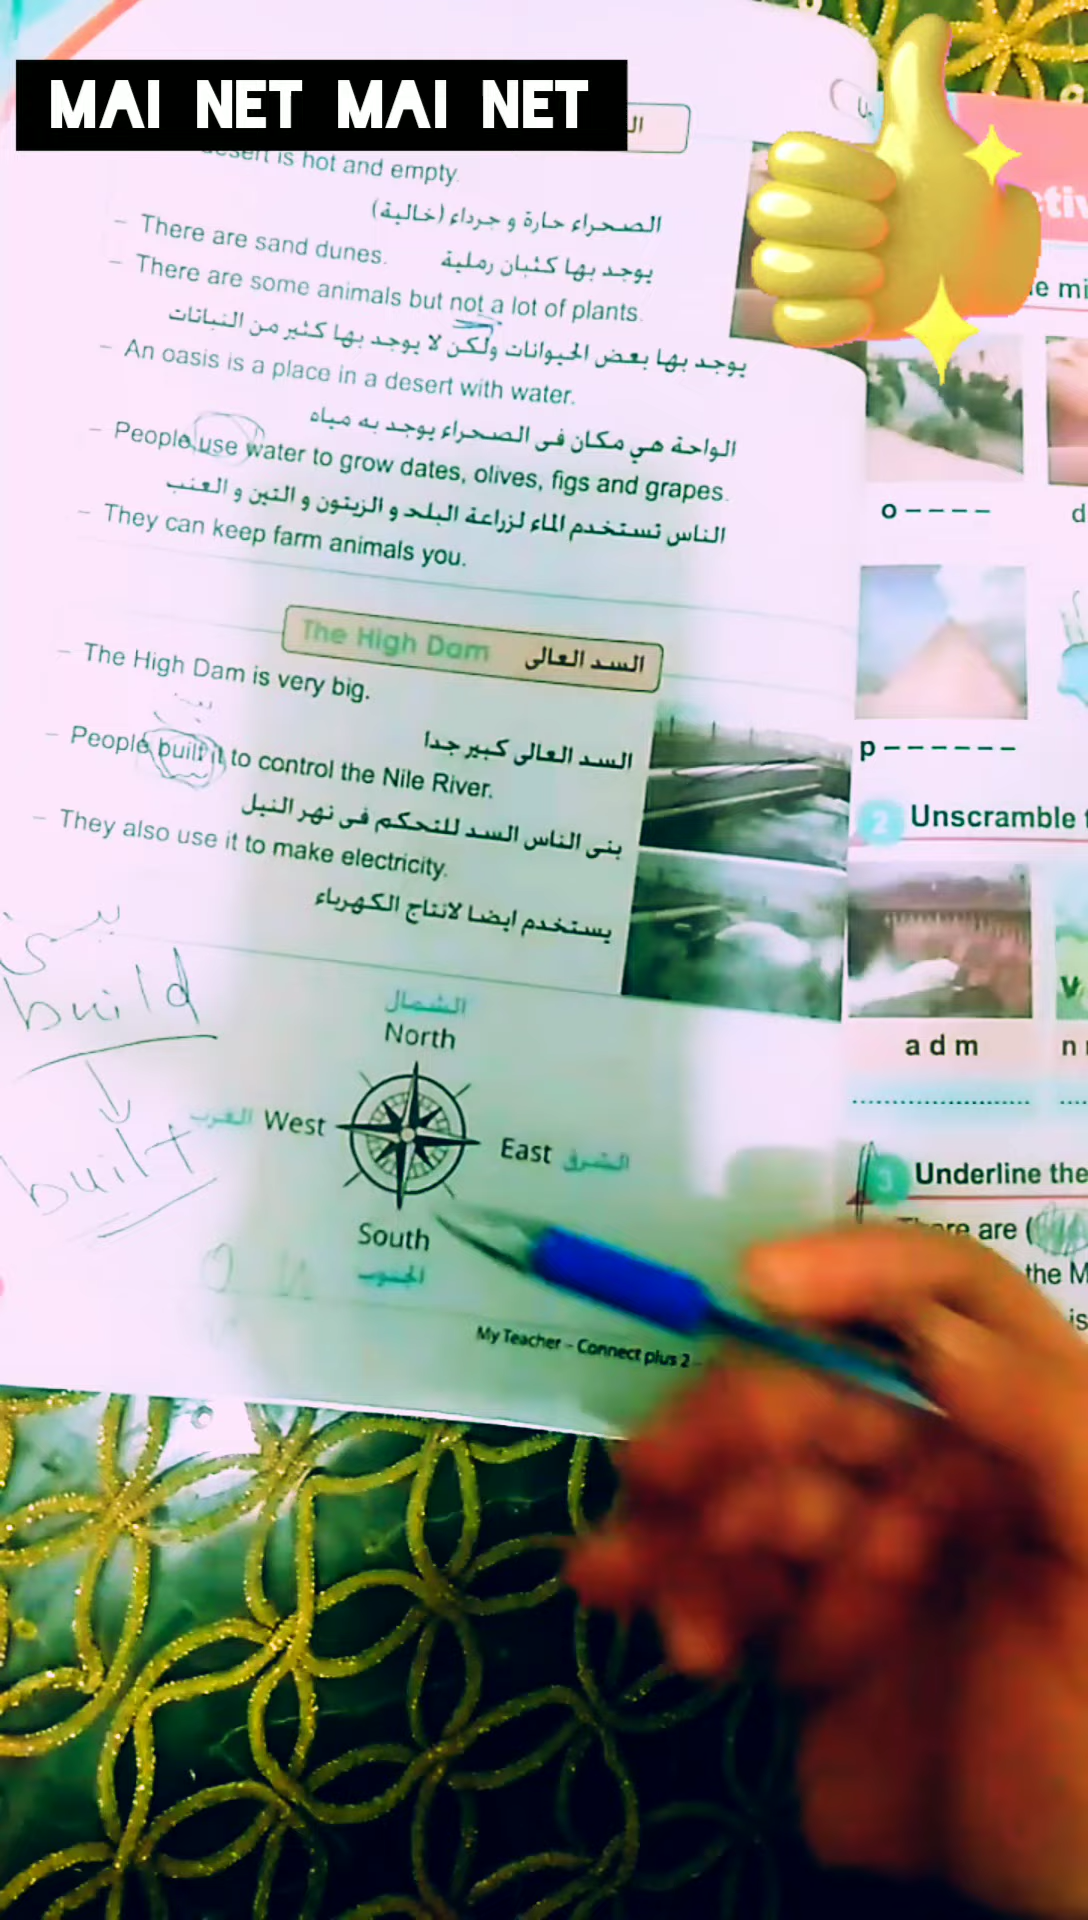 MAI NET MAI NET
desert is hot and empty.
الصحراء حارة و جرداء (خالية)
– There are sand dunes. يوجد بها كثبان رملية
– There are some animals but not a lot of plants.
يوجد بها بعض الحيوانات ولكن لا يوجد بها كثير من النباتات
– An oasis is a place in a desert with water.
الواحة هي مكان فى الصحراء يوجد به مياه
– People use water to grow dates, olives, figs and grapes.
الناس تستخدم الماء لزراعة البلح و الزيتون و التين و العنب
– They can keep farm animals you.
The High Dam السد العالى
– The High Dam is very big.
السد العالى كبير جدا
– People built it to control the Nile River.
بنى الناس السد للتحكم فى نهر النيل
– They also use it to make electricity.
يستخدم ايضا لانتاج الكهرباء
build
built
الشمال
North
الغرب West
East الشرق
South
الجنوب
My Teacher – Connect plus 2 –
o – – – –
p – – – – – –
2 Unscramble
a d m
3 Underline the
are (
the M
is